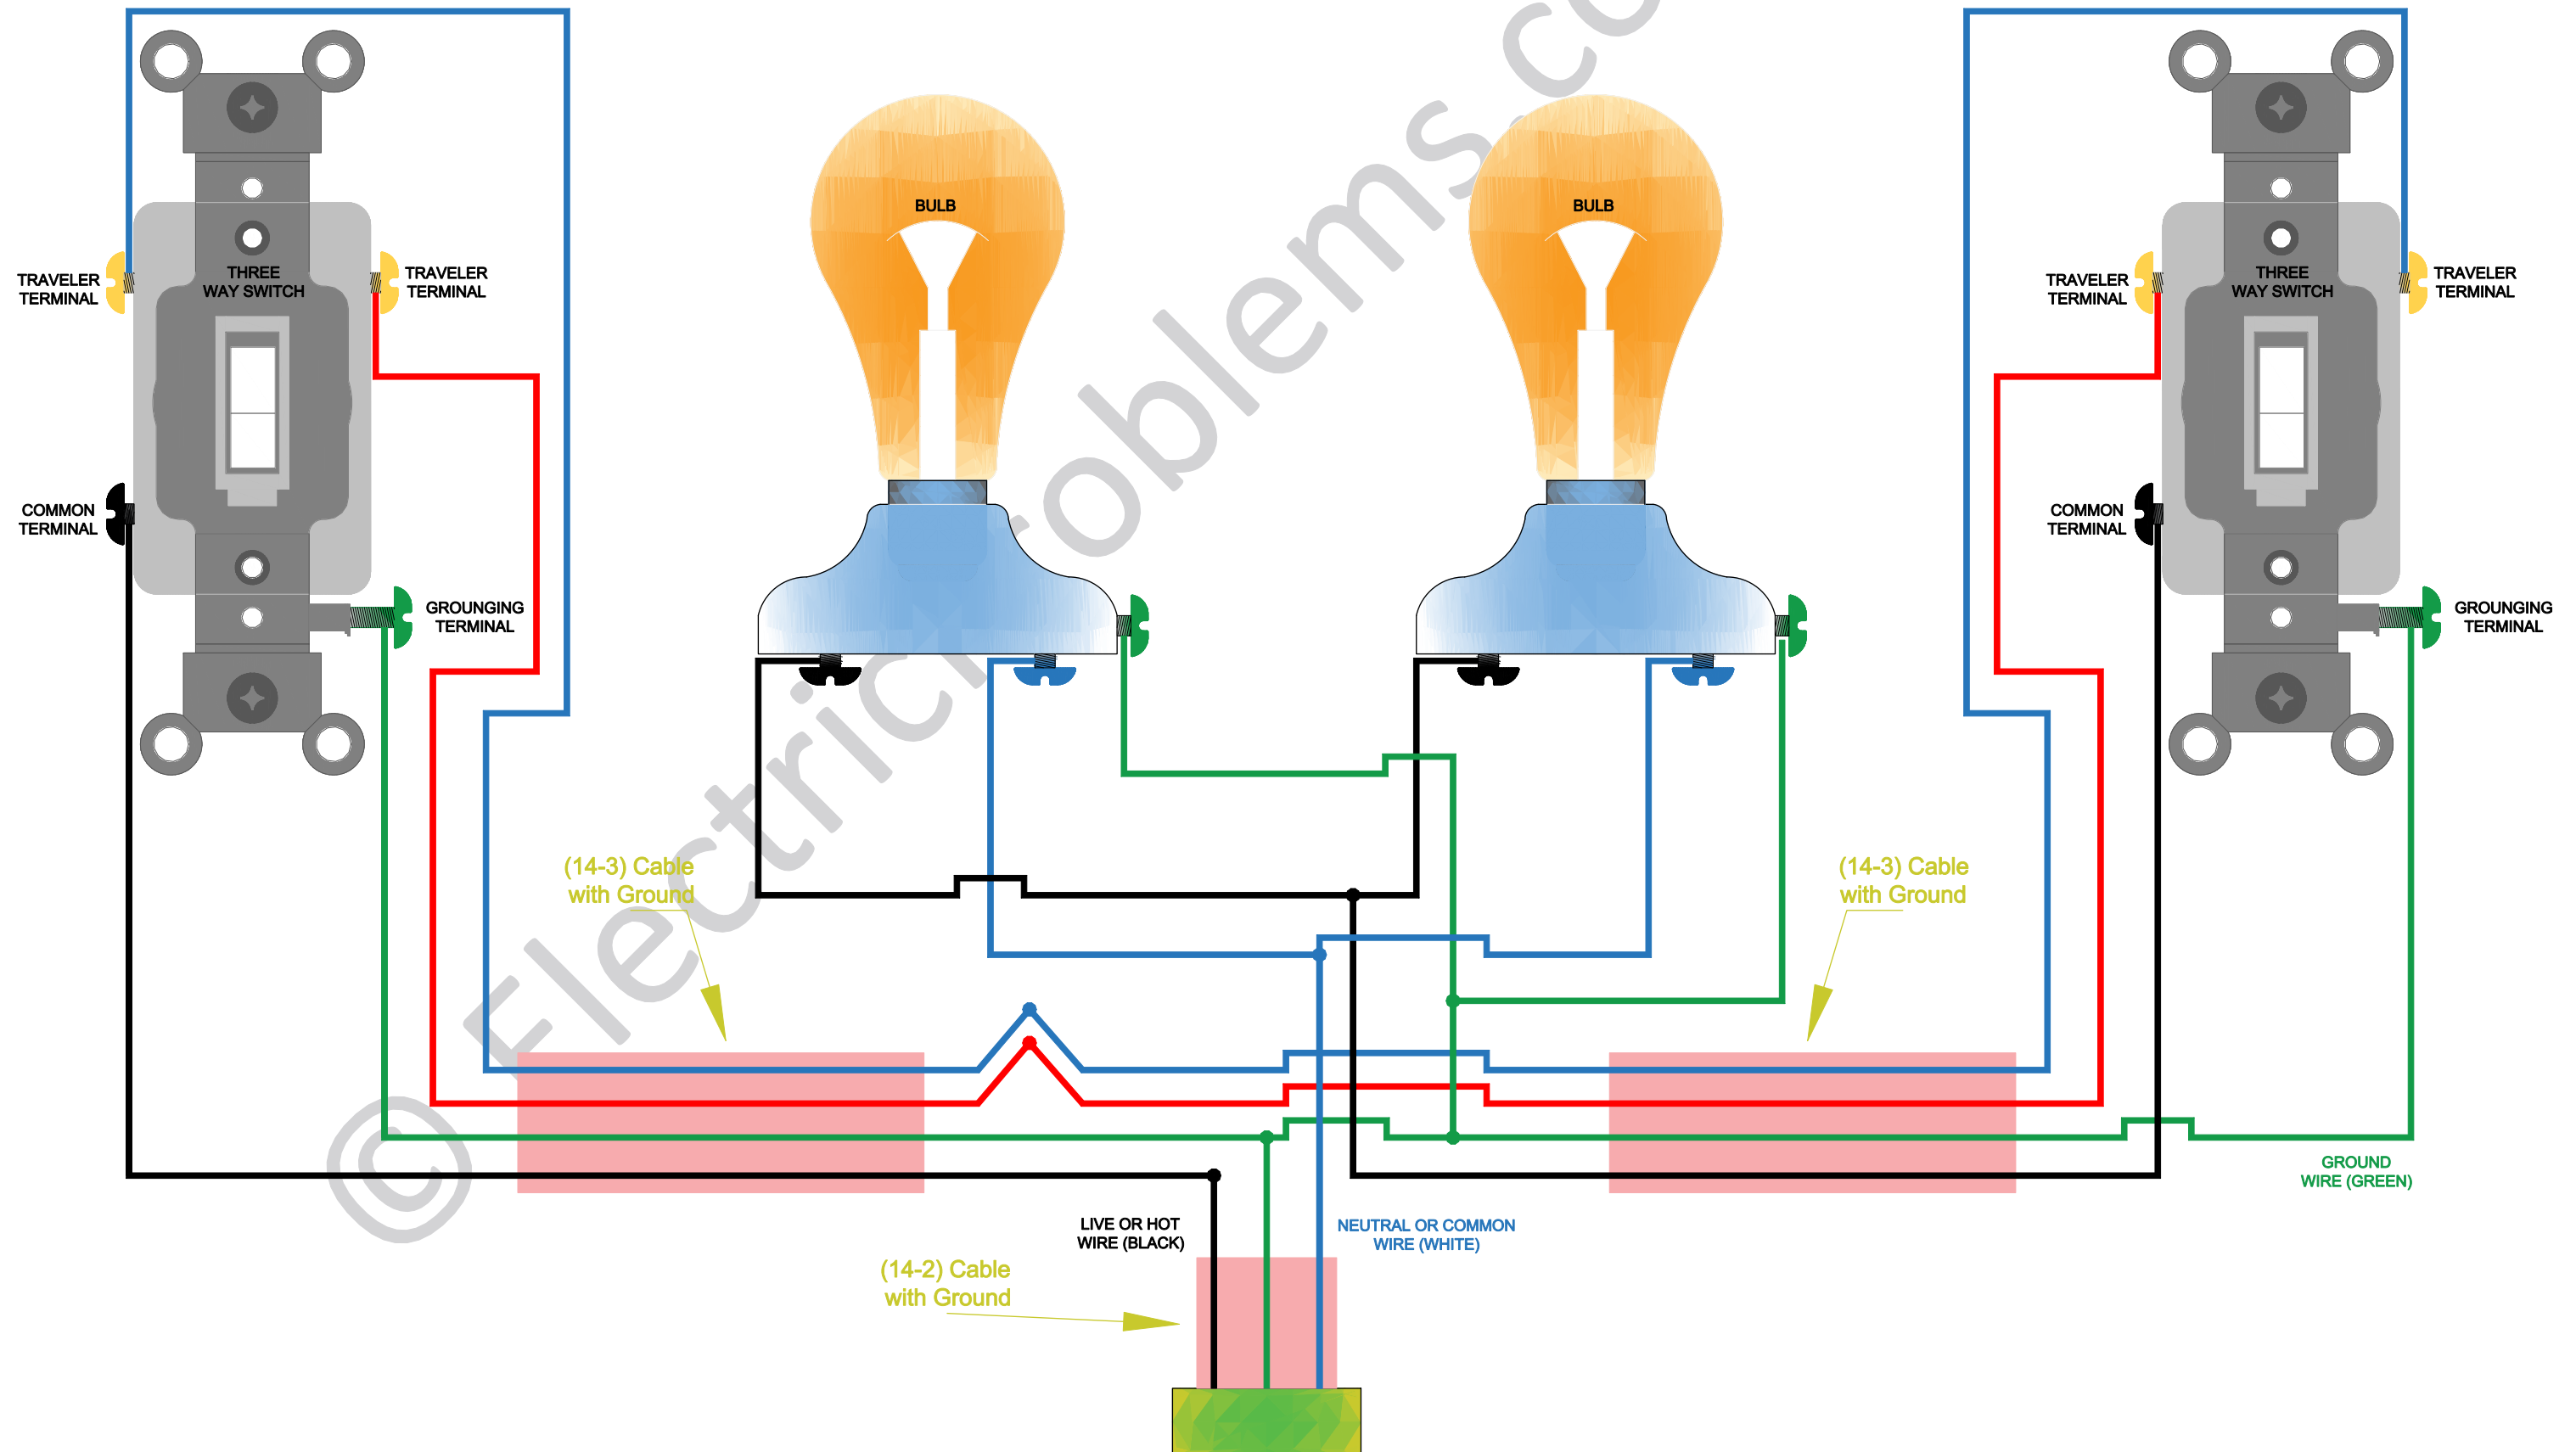 BULB
BULB
THREE
WAY SWITCH
THREE
WAY SWITCH
TRAVELER
TERMINAL
TRAVELER
TERMINAL
TRAVELER
TERMINAL
TRAVELER
TERMINAL
COMMON
TERMINAL
COMMON
TERMINAL
GROUNGING
TERMINAL
GROUNGING
TERMINAL
(14-3) Cable
with Ground
(14-3) Cable
with Ground
GROUND
WIRE (GREEN)
LIVE OR HOT
WIRE (BLACK)
NEUTRAL OR COMMON
WIRE (WHITE)
(14-2) Cable
with Ground